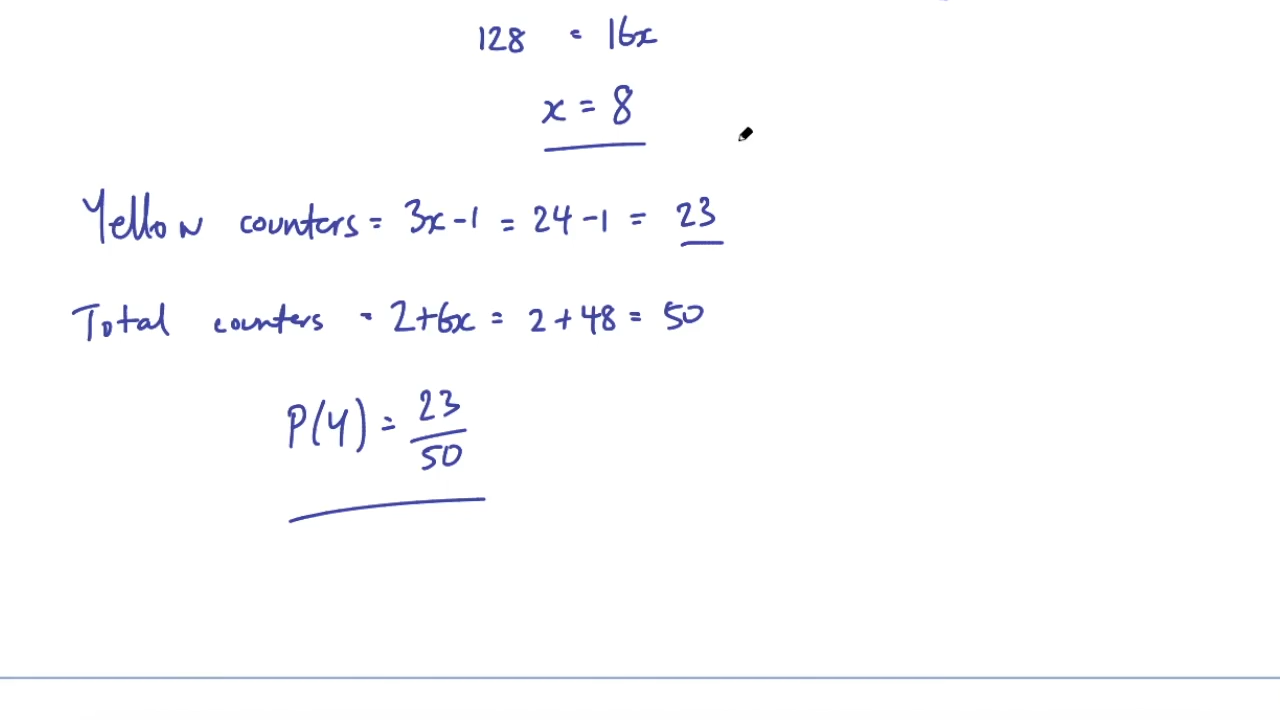 128 = 16x
x = 8
Yellow counters = 3x - 1 = 24 - 1 = 23
Total counters = 2 + 6x = 2 + 48 = 50
P(Y) = 23/50